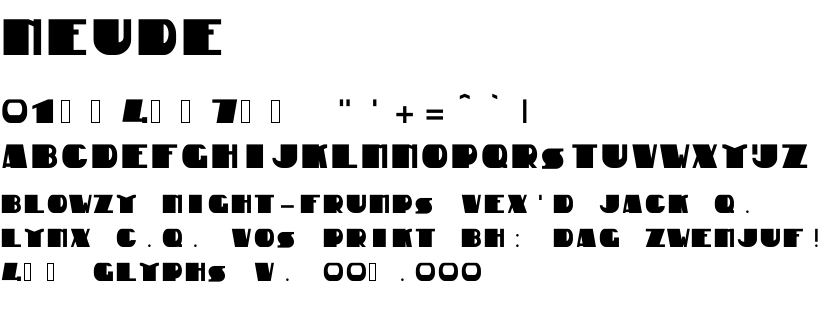 NEUDE
01□□4□□7□□ "'+=^`|
ABCDEFGHIJKLMNOPQRSTUVWXYIJZ
BLOWZY NIGHT-FRUMPS VEX'D JACK Q.
LYNX C.Q. VOS PRIKT BH: DAG ZWEMJUF!
4□□ GLYPHS V. 00□.000